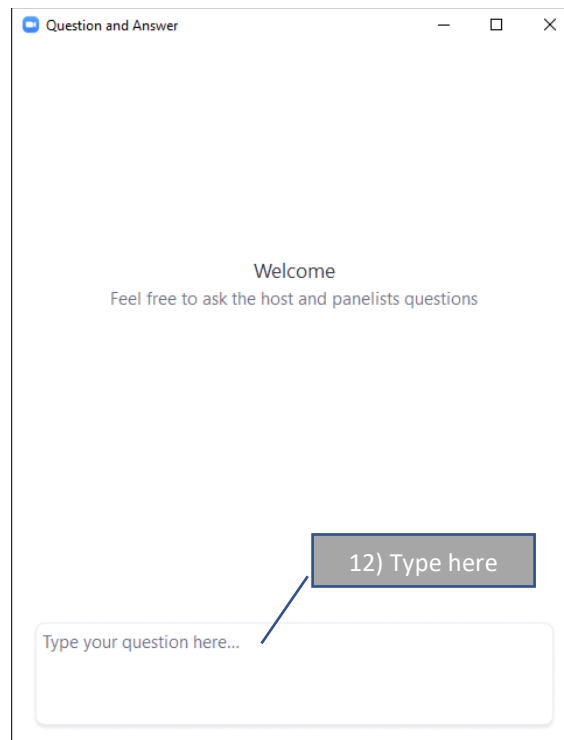 Question and Answer
Welcome
Feel free to ask the host and panelists questions
12) Type here
Type your question here...